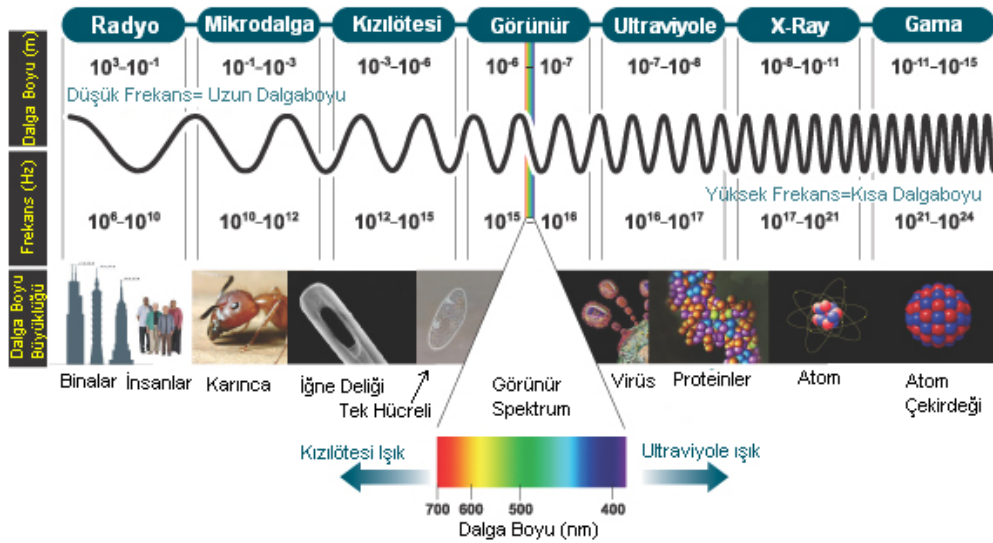 Radyo Mikrodalga Kızılötesi Görünür Ultraviyole X-Ray Gama
Dalga Boyu (m)
10³–10⁻¹ 10⁻¹–10⁻³ 10⁻³–10⁻⁶ 10⁻⁶–10⁻⁷ 10⁻⁷–10⁻⁸ 10⁻⁸–10⁻¹¹ 10⁻¹¹–10⁻¹⁵
Düşük Frekans= Uzun Dalgaboyu
Yüksek Frekans=Kısa Dalgaboyu
Frekans (Hz)
10⁶–10¹⁰ 10¹⁰–10¹² 10¹²–10¹⁵ 10¹⁵–10¹⁶ 10¹⁶–10¹⁷ 10¹⁷–10²¹ 10²¹–10²⁴
Dalga Boyu
Büyüklüğü
Binalar İnsanlar Karınca İğne Deliği Tek Hücreli
Görünür
Spektrum
Virüs Proteinler Atom
Atom
Çekirdeği
Kızılötesi Işık Ultraviyole ışık
700 600 500 400
Dalga Boyu (nm)